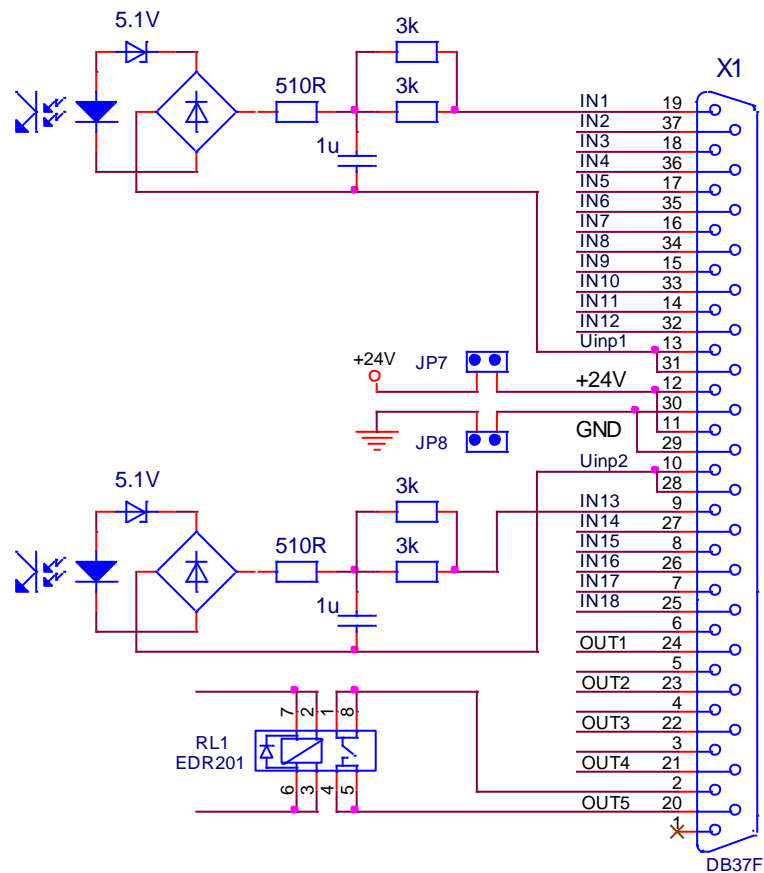 5.1V
3k
X1
510R
3k
IN1 19
IN2 37
IN3 18
1u
IN4 36
IN5 17
IN6 35
IN7 16
IN8 34
IN9 15
IN10 33
IN11 14
IN12 32
Uinp1 13
31
+24V
JP7
+24V 12
30
GND 11
JP8
29
Uinp2 10
28
5.1V
3k
IN13 9
IN14 27
510R
3k
IN15 8
IN16 26
IN17 7
1u
IN18 25
6
OUT1 24
5
OUT2 23
7 2 1 8
4
OUT3 22
RL1
EDR201
3
OUT4 21
6 3 4 5
2
OUT5 20
1
DB37F